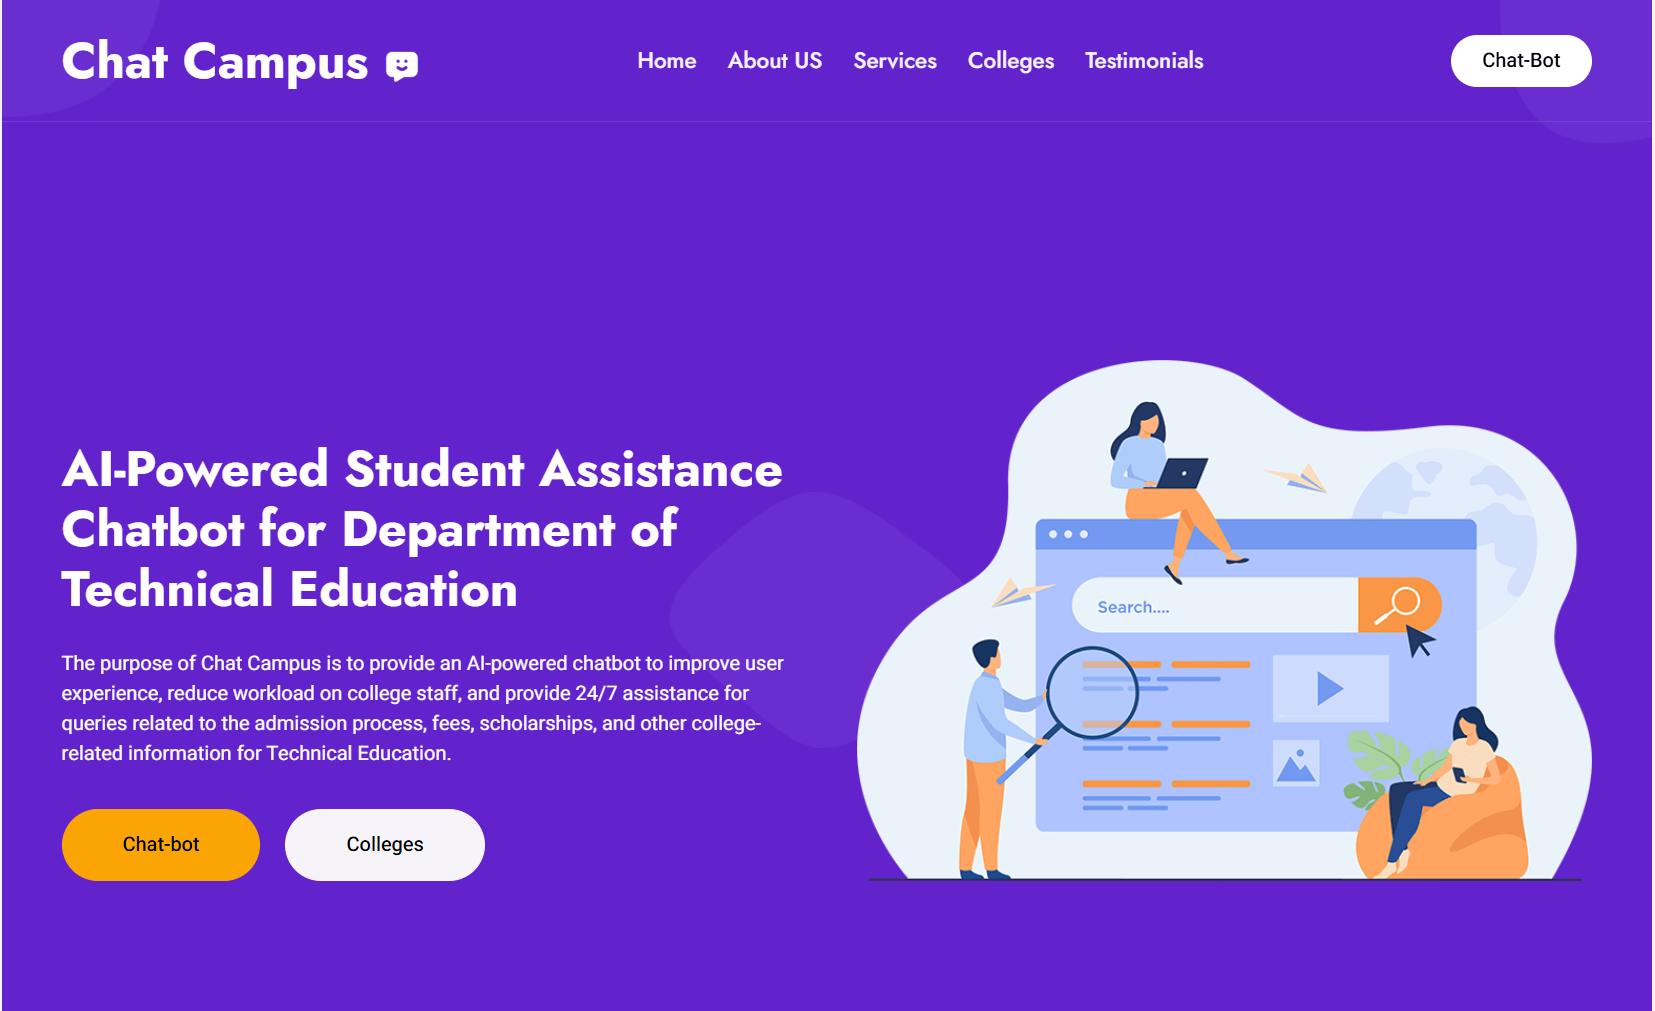 Chat Campus
Home
About US
Services
Colleges
Testimonials
Chat-Bot
AI-Powered Student Assistance
Chatbot for Department of
Technical Education
The purpose of Chat Campus is to provide an AI-powered chatbot to improve user
experience, reduce workload on college staff, and provide 24/7 assistance for
queries related to the admission process, fees, scholarships, and other college-
related information for Technical Education.
Chat-bot
Colleges
Search....